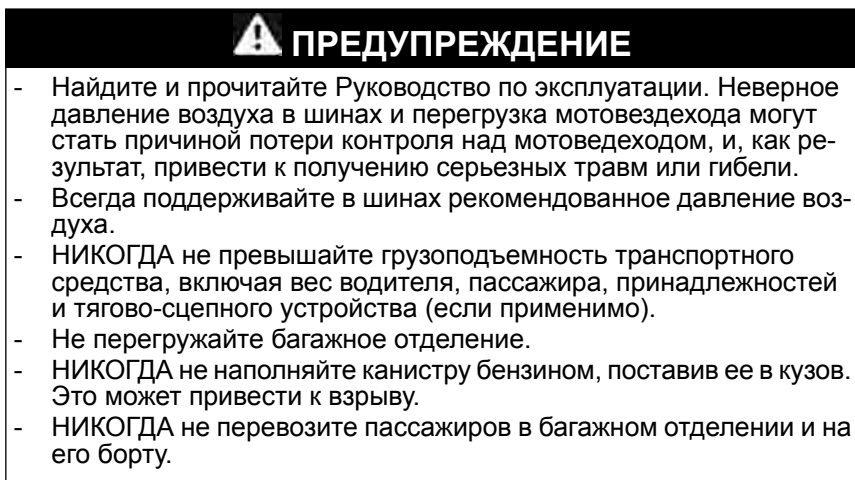 ПРЕДУПРЕЖДЕНИЕ
- Найдите и прочитайте Руководство по эксплуатации. Неверное
давление воздуха в шинах и перегрузка мотовездехода могут
стать причиной потери контроля над мотоведеходом, и, как ре-
зультат, привести к получению серьезных травм или гибели.
- Всегда поддерживайте в шинах рекомендованное давление воз-
духа.
- НИКОГДА не превышайте грузоподъемность транспортного
средства, включая вес водителя, пассажира, принадлежностей
и тягово-сцепного устройства (если применимо).
- Не перегружайте багажное отделение.
- НИКОГДА не наполняйте канистру бензином, поставив ее в кузов.
Это может привести к взрыву.
- НИКОГДА не перевозите пассажиров в багажном отделении и на
его борту.